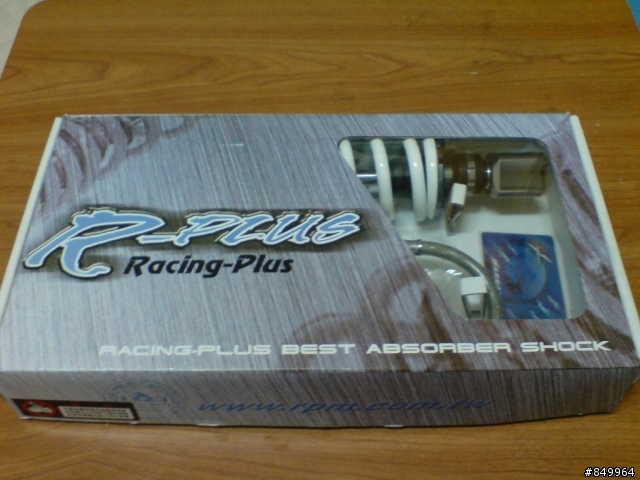 R-PLUS
Racing-Plus
RACING-PLUS BEST ABSORBER SHOCK
www.rpm.com.tw
#849964